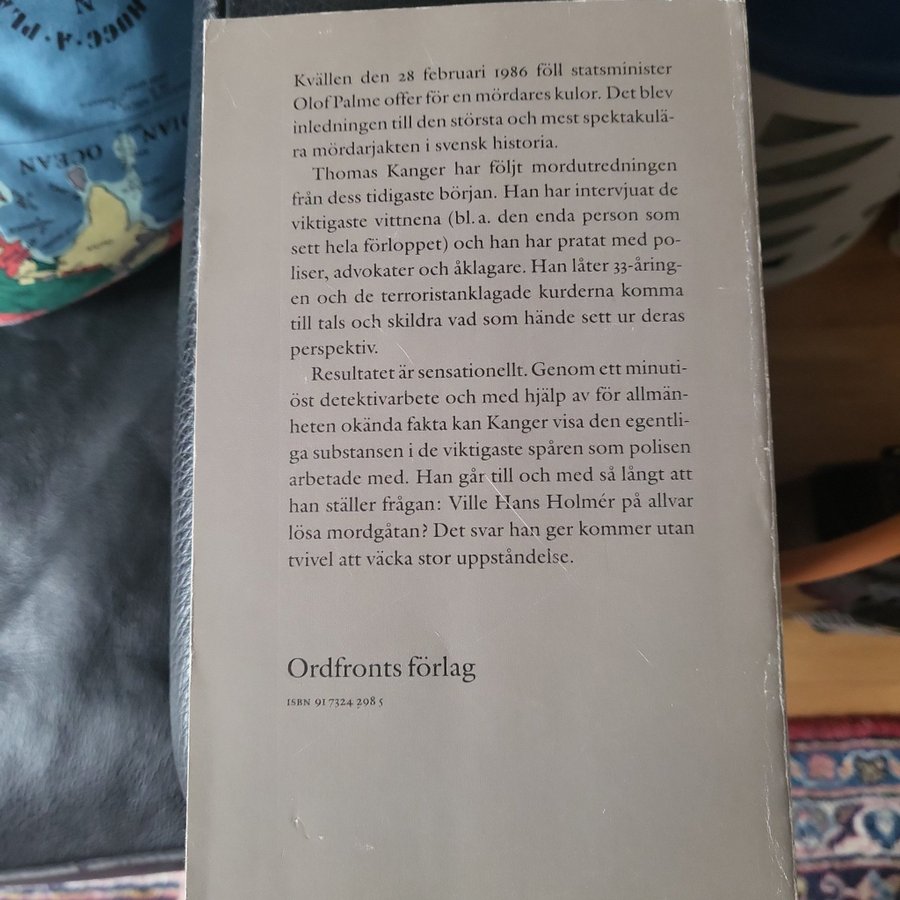 Kvällen den 28 februari 1986 föll statsminister
Olof Palme offer för en mördares kulor. Det blev
inledningen till den största och mest spektakulä-
ra mördarjakten i svensk historia.
Thomas Kanger har följt mordutredningen
från dess tidigaste början. Han har intervjuat de
viktigaste vittnena (bl.a. den enda person som
sett hela förloppet) och han har pratat med po-
liser, advokater och åklagare. Han låter 33-åring-
en och de terroristanklagade kurderna komma
till tals och skildra vad som hände sett ur deras
perspektiv.
Resultatet är sensationellt. Genom ett minuti-
öst detektivarbete och med hjälp av för allmän-
heten okända fakta kan Kanger visa den egentli-
ga substansen i de viktigaste spåren som polisen
arbetade med. Han går till och med så långt att
han ställer frågan: Ville Hans Holmér på allvar
lösa mordgåtan? Det svar han ger kommer utan
tvivel att väcka stor uppståndelse.
Ordfronts förlag
ISBN 91 7324 298 5
OCEAN